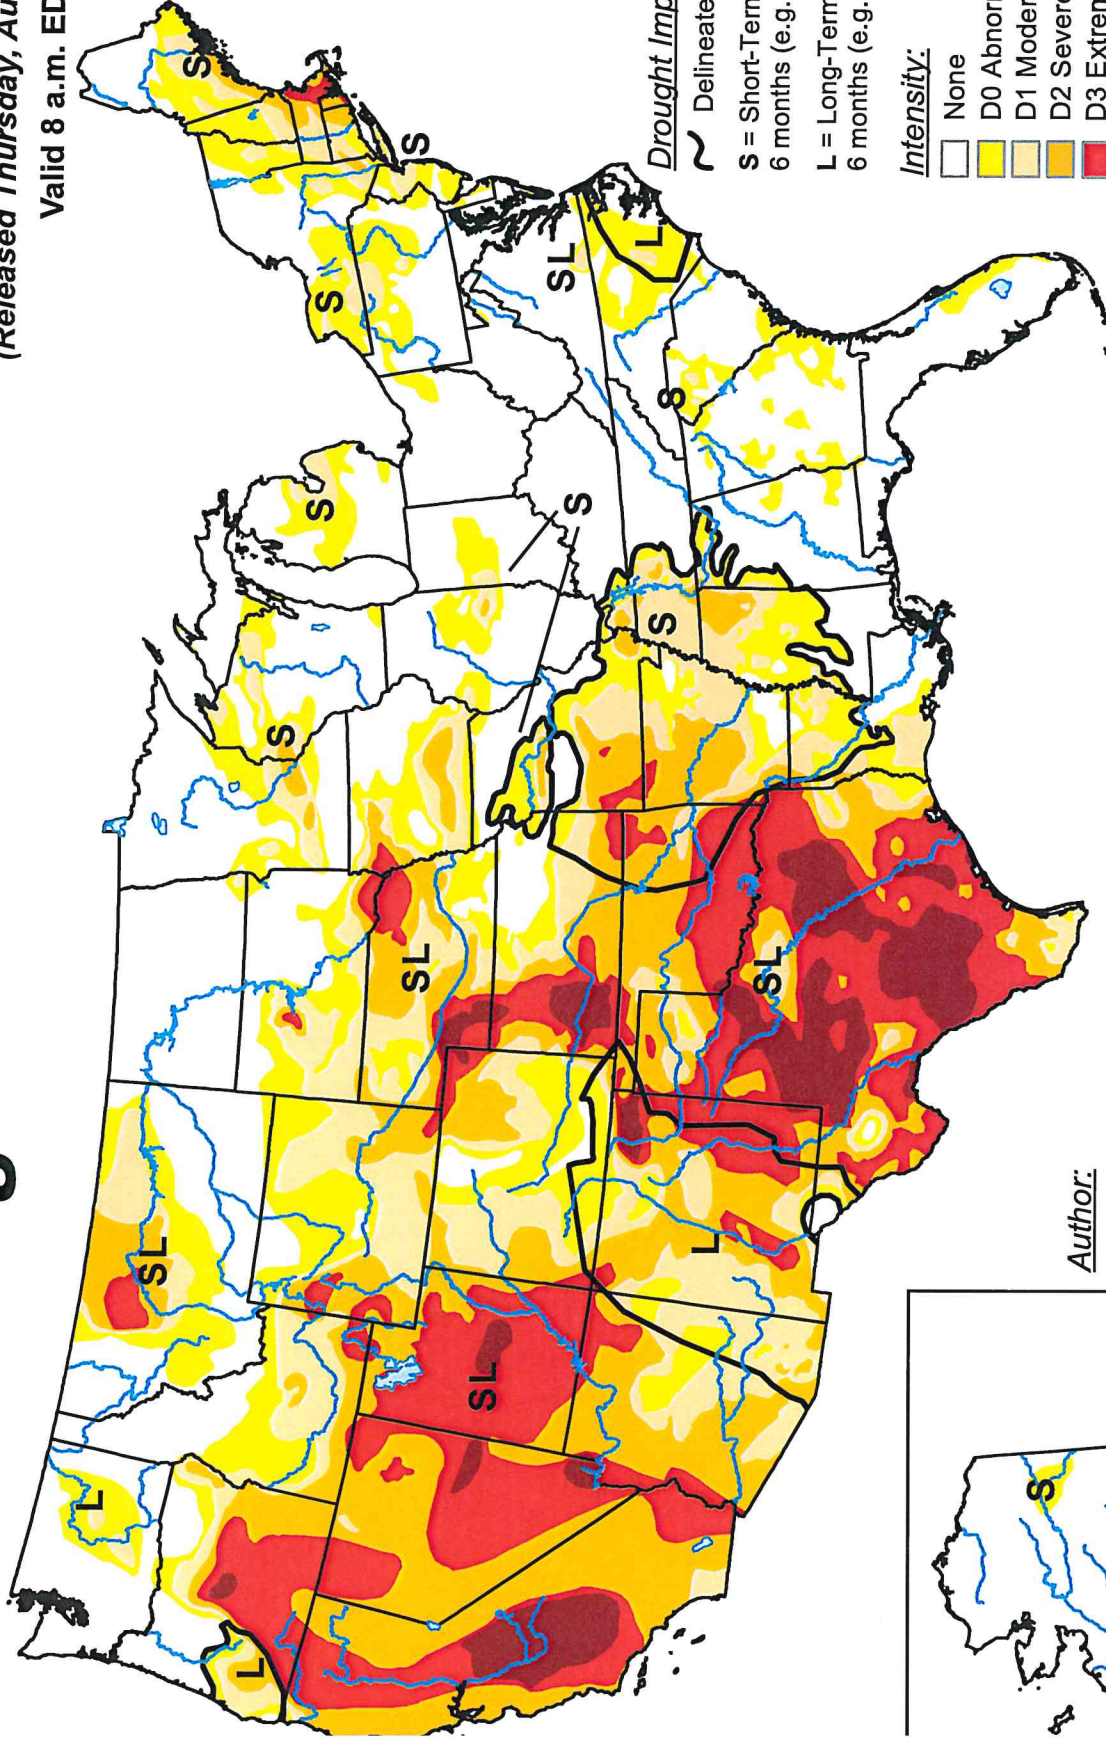 (Released Thursday, Au
Valid 8 a.m. ED
Drought Imp
Delineate
S = Short-Term
6 months (e.g.
L = Long-Term
6 months (e.g.
Intensity:
None
D0 Abnor
D1 Moder
D2 Severe
D3 Extrem
Author:
L
L
SL
SL
L
SL
SL
S
S
S
S
S
S
S
S
S
SL
L
S